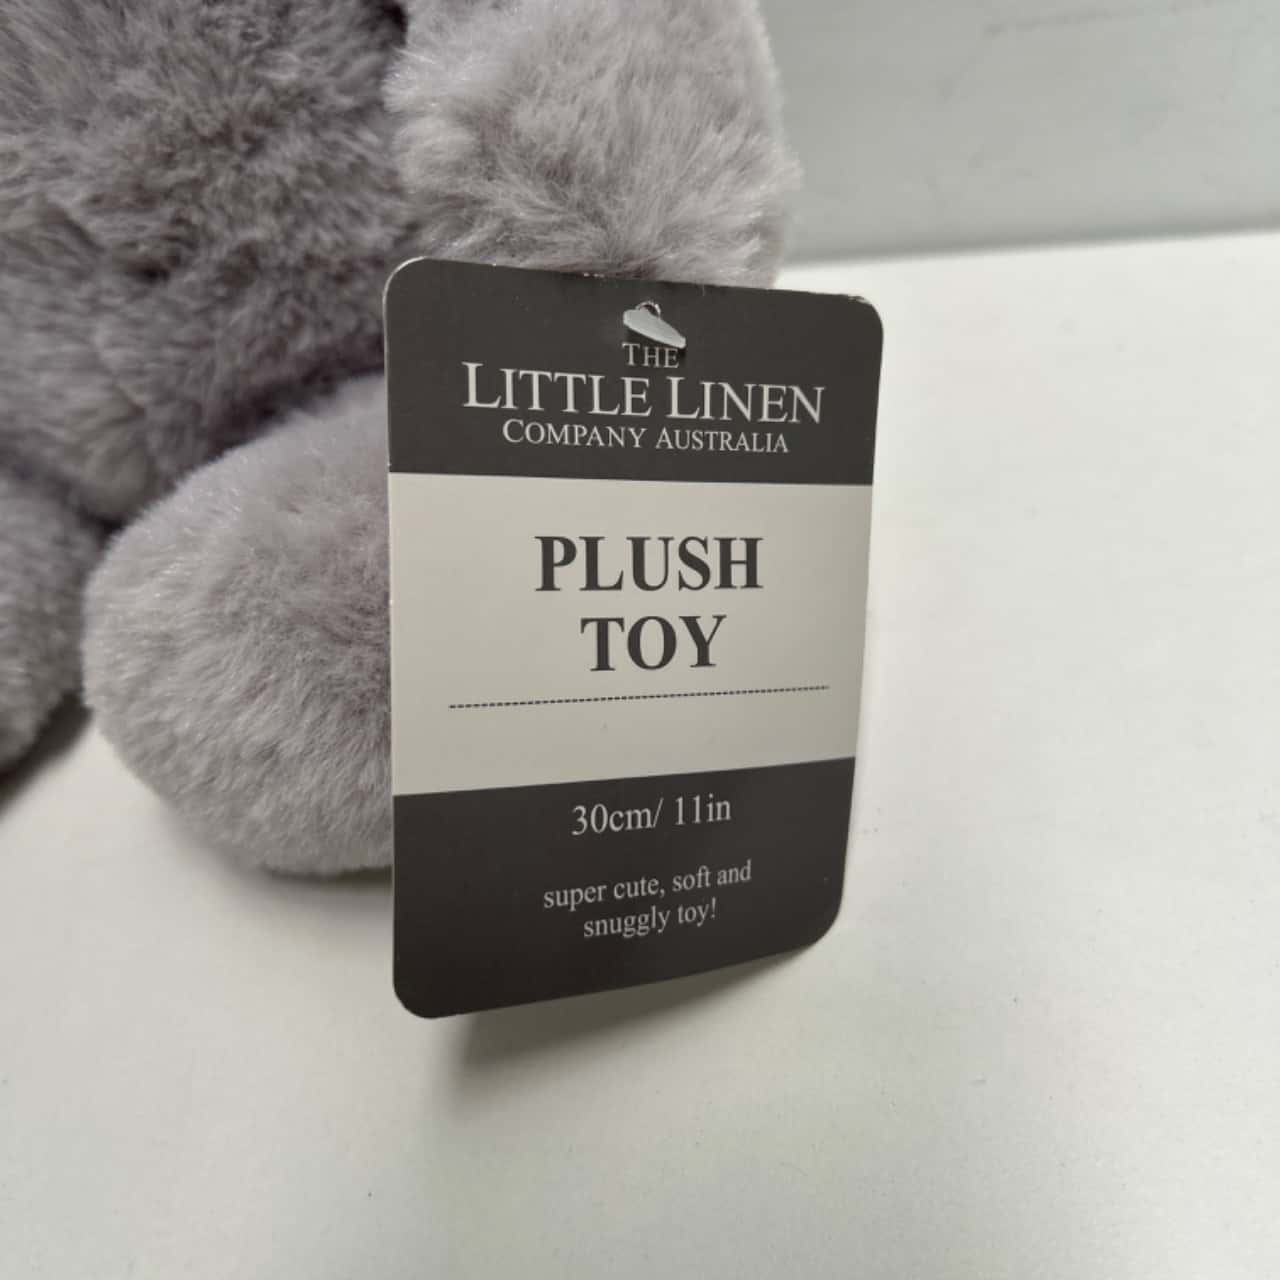 THE
LITTLE LINEN
COMPANY AUSTRALIA
PLUSH
TOY
30cm/ 11in
super cute, soft and
snuggly toy!